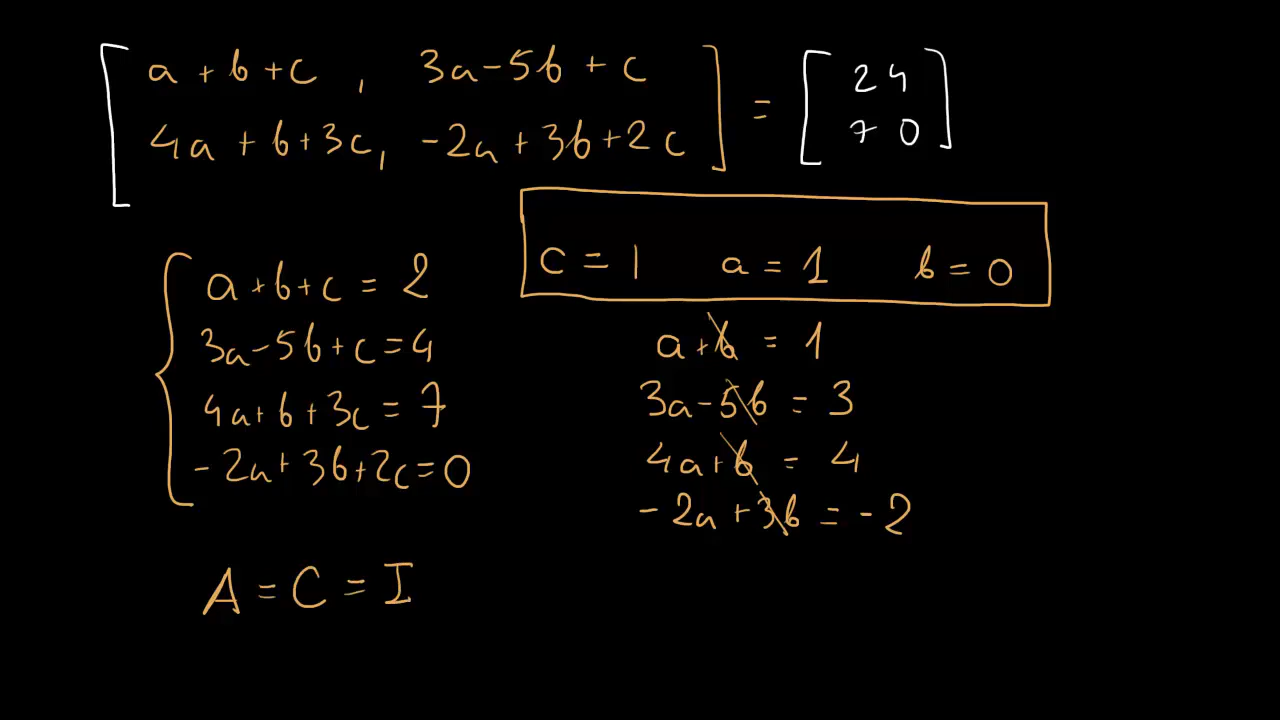 [ a + b + c , 3a - 5b + c ] = [ 2 4 ]
[ 4a + b + 3c, -2a + 3b + 2c ] [ 7 0 ]
c = 1 a = 1 b = 0
a + b + c = 2
3a - 5b + c = 4
4a + b + 3c = 7
- 2a + 3b + 2c = 0
a + b = 1
3a - 5b = 3
4a + b = 4
- 2a + 3b = - 2
A = C = I